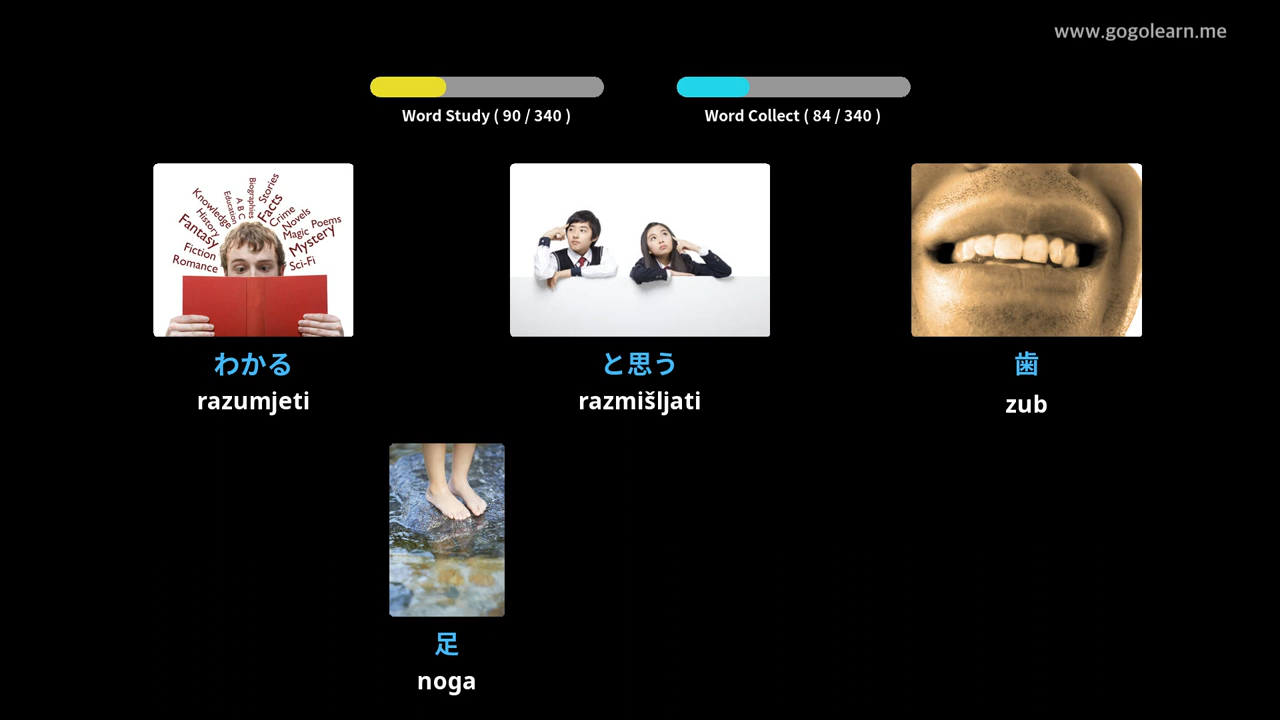 www.gogolearn.me
Word Study ( 90 / 340 )
Word Collect ( 84 / 340 )
Knowledge
History
Fantasy
Fiction
Romance
Education
A B C
Biographies
Stories
Facts
Crime
Novels
Magic
Poems
Mystery
Sci-Fi
わかる
razumjeti
と思う
razmišljati
歯
zub
足
noga